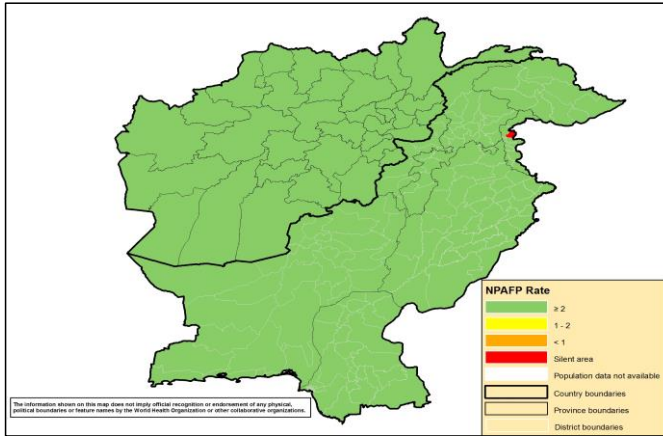 NPAFP Rate
≥ 2
1 - 2
< 1
Silent area
Population data not available
Country boundaries
Province boundaries
District boundaries
The information shown on this map does not imply official recognition or endorsement of any physical,
political boundaries or feature names by the World Health Organization or other collaborative organizations.